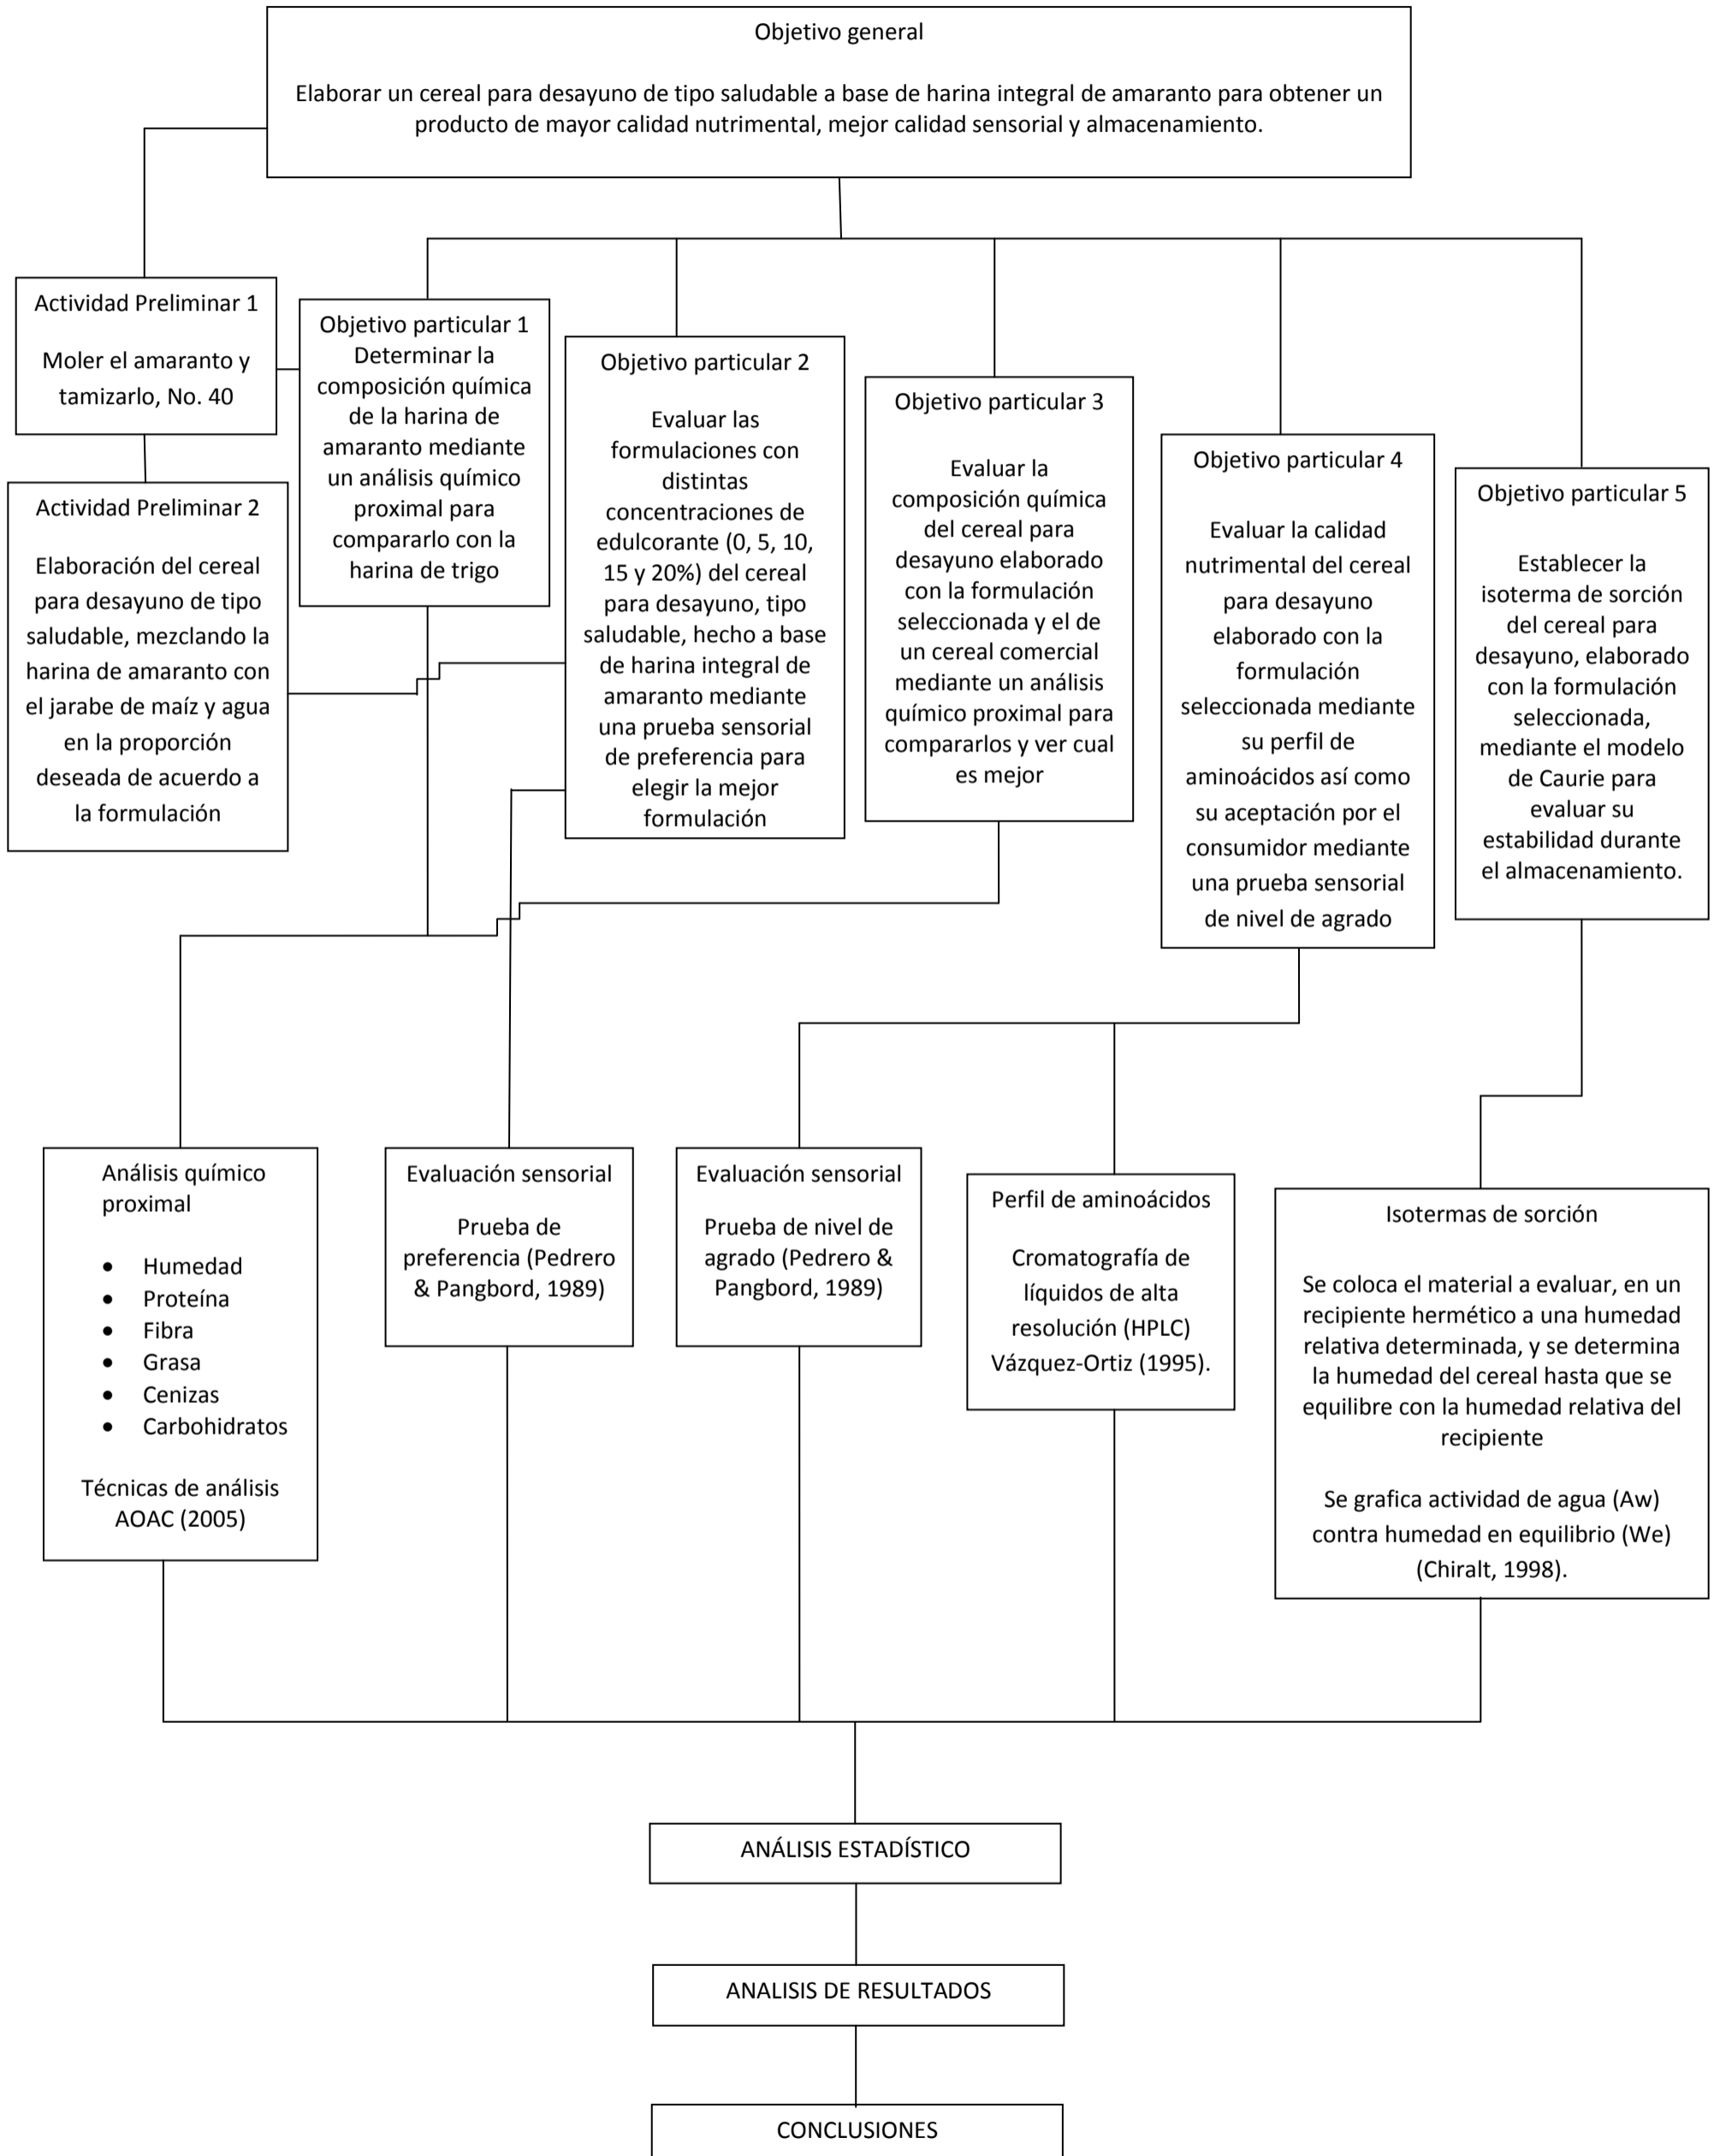 Objetivo general
Elaborar un cereal para desayuno de tipo saludable a base de harina integral de amaranto para obtener un
producto de mayor calidad nutrimental, mejor calidad sensorial y almacenamiento.
Actividad Preliminar 1
Moler el amaranto y
tamizarlo, No. 40
Actividad Preliminar 2
Elaboración del cereal
para desayuno de tipo
saludable, mezclando la
harina de amaranto con
el jarabe de maíz y agua
en la proporción
deseada de acuerdo a
la formulación
Objetivo particular 1
Determinar la
composición química
de la harina de
amaranto mediante
un análisis químico
proximal para
compararlo con la
harina de trigo
Objetivo particular 2
Evaluar las
formulaciones con
distintas
concentraciones de
edulcorante (0, 5, 10,
15 y 20%) del cereal
para desayuno, tipo
saludable, hecho a base
de harina integral de
amaranto mediante
una prueba sensorial
de preferencia para
elegir la mejor
formulación
Objetivo particular 3
Evaluar la
composición química
del cereal para
desayuno elaborado
con la formulación
seleccionada y el de
un cereal comercial
mediante un análisis
químico proximal para
compararlos y ver cual
es mejor
Objetivo particular 4
Evaluar la calidad
nutrimental del cereal
para desayuno
elaborado con la
formulación
seleccionada mediante
su perfil de
aminoácidos así como
su aceptación por el
consumidor mediante
una prueba sensorial
de nivel de agrado
Objetivo particular 5
Establecer la
isoterma de sorción
del cereal para
desayuno, elaborado
con la formulación
seleccionada,
mediante el modelo
de Caurie para
evaluar su
estabilidad durante
el almacenamiento.
Análisis químico
proximal
• Humedad
• Proteína
• Fibra
• Grasa
• Cenizas
• Carbohidratos
Técnicas de análisis
AOAC (2005)
Evaluación sensorial
Prueba de
preferencia (Pedrero
& Pangbord, 1989)
Evaluación sensorial
Prueba de nivel de
agrado (Pedrero &
Pangbord, 1989)
Perfil de aminoácidos
Cromatografía de
líquidos de alta
resolución (HPLC)
Vázquez-Ortiz (1995).
Isotermas de sorción
Se coloca el material a evaluar, en un
recipiente hermético a una humedad
relativa determinada, y se determina
la humedad del cereal hasta que se
equilibre con la humedad relativa del
recipiente
Se grafica actividad de agua (Aw)
contra humedad en equilibrio (We)
(Chiralt, 1998).
ANÁLISIS ESTADÍSTICO
ANALISIS DE RESULTADOS
CONCLUSIONES